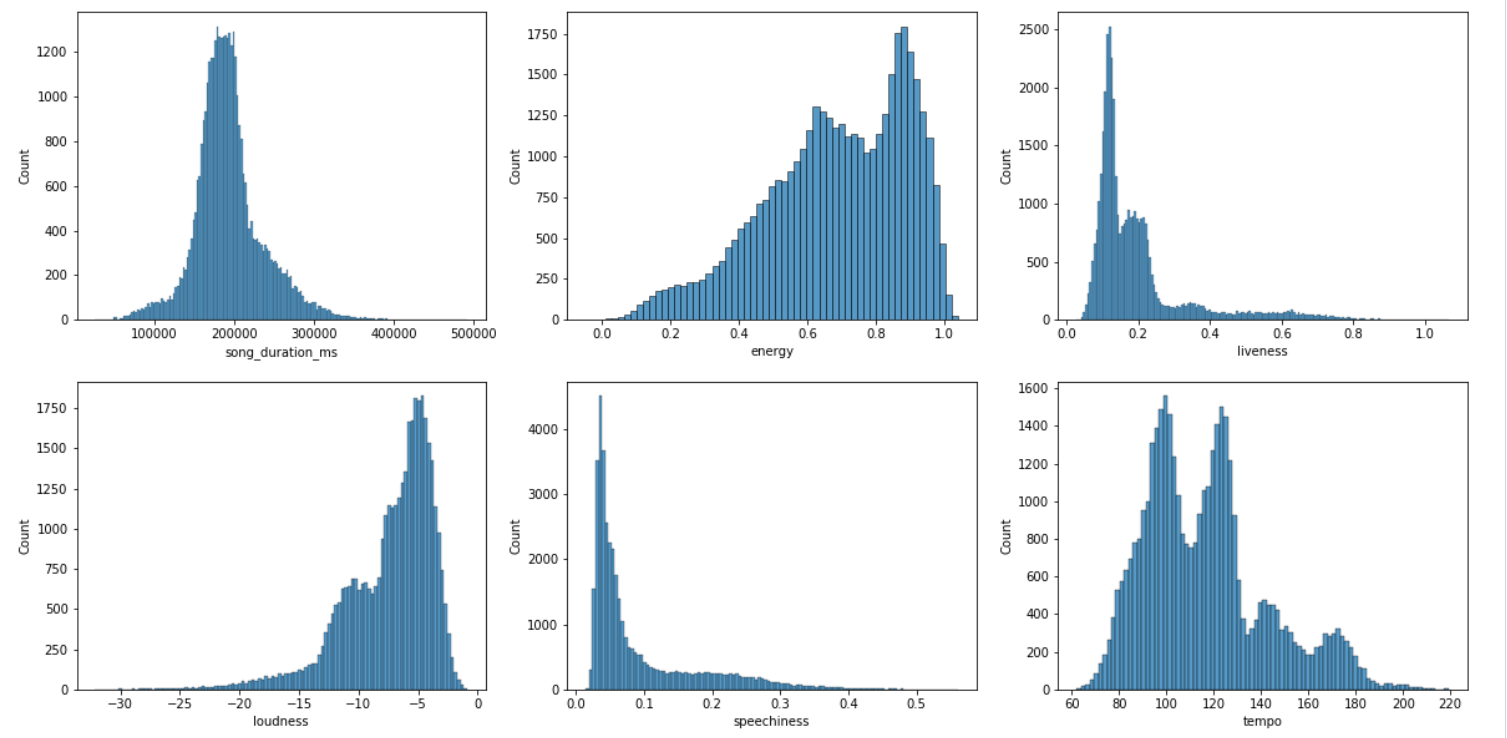 Count
1200
1000
800
600
400
200
0
100000 200000 300000 400000 500000
song_duration_ms
Count
1750
1500
1250
1000
750
500
250
0
0.0 0.2 0.4 0.6 0.8 1.0
energy
Count
2500
2000
1500
1000
500
0
0.0 0.2 0.4 0.6 0.8 1.0
liveness
Count
1750
1500
1250
1000
750
500
250
0
−30 −25 −20 −15 −10 −5 0
loudness
Count
4000
3000
2000
1000
0
0.0 0.1 0.2 0.3 0.4 0.5
speechiness
Count
1600
1400
1200
1000
800
600
400
200
0
60 80 100 120 140 160 180 200 220
tempo